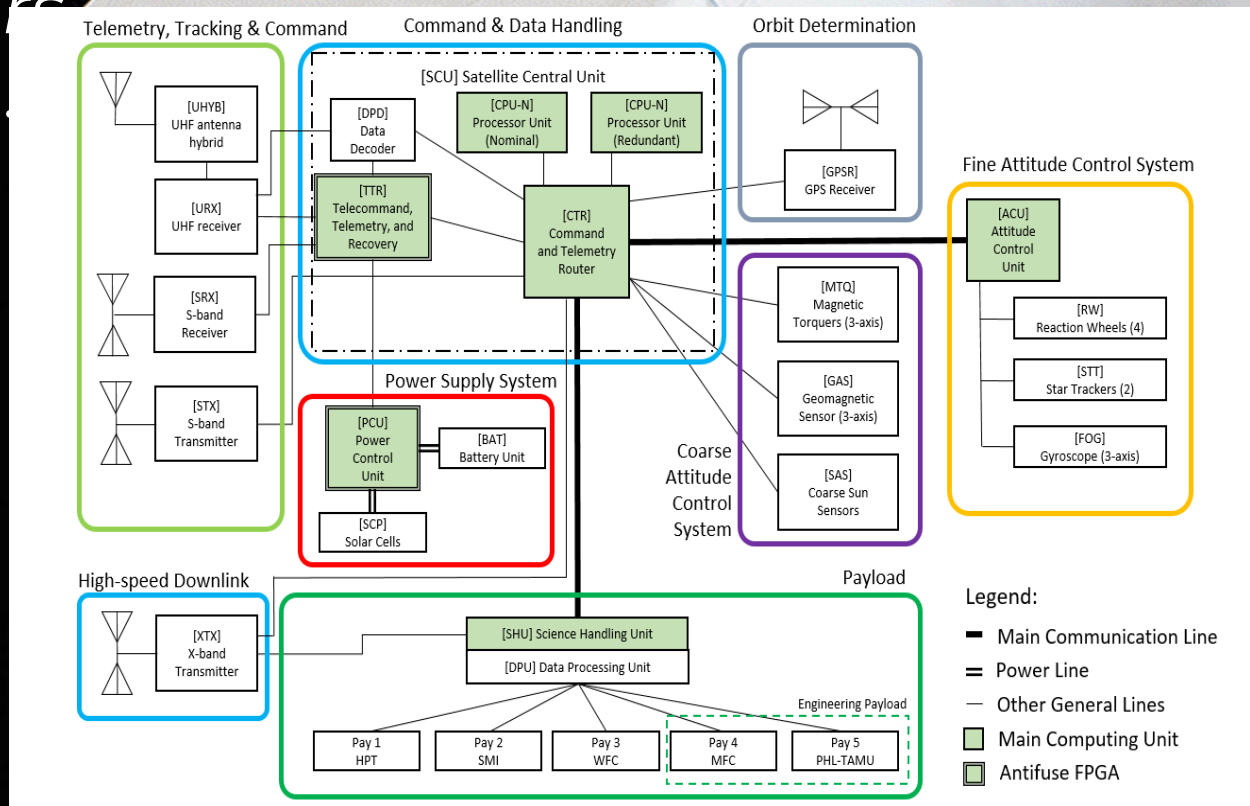 Telemetry, Tracking & Command
Command & Data Handling
Orbit Determination
[UHYB]
UHF antenna
hybrid
[URX]
UHF receiver
[SRX]
S-band
Receiver
[STX]
S-band
Transmitter
[SCU] Satellite Central Unit
[DPD]
Data
Decoder
[CPU-N]
Processor Unit
(Nominal)
[CPU-N]
Processor Unit
(Redundant)
[TTR]
Telecommand,
Telemetry, and
Recovery
[CTR]
Command
and Telemetry
Router
[GPSR]
GPS Receiver
Fine Attitude Control System
[ACU]
Attitude
Control
Unit
[RW]
Reaction Wheels (4)
[STT]
Star Trackers (2)
[FOG]
Gyroscope (3-axis)
[MTQ]
Magnetic
Torquers (3-axis)
[GAS]
Geomagnetic
Sensor (3-axis)
[SAS]
Coarse Sun
Sensors
Coarse
Attitude
Control
System
Power Supply System
[PCU]
Power
Control
Unit
[BAT]
Battery Unit
[SCP]
Solar Cells
High-speed Downlink
[XTX]
X-band
Transmitter
Payload
[SHU] Science Handling Unit
[DPU] Data Processing Unit
Engineering Payload
Pay 1
HPT
Pay 2
SMI
Pay 3
WFC
Pay 4
MFC
Pay 5
PHL-TAMU
Legend:
Main Communication Line
Power Line
Other General Lines
Main Computing Unit
Antifuse FPGA